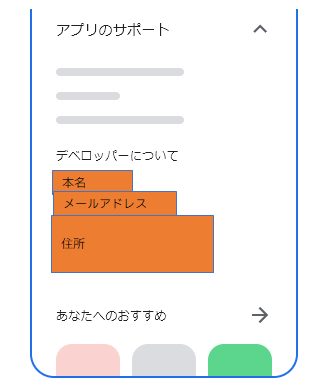 アプリのサポート
デベロッパーについて
本名
メールアドレス
住所
あなたへのおすすめ